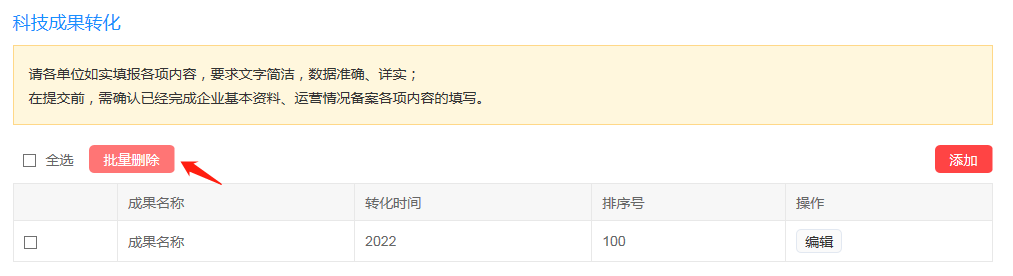 科技成果转化
请各单位如实填报各项内容，要求文字简洁，数据准确、详实；
在提交前，需确认已经完成企业基本资料、运营情况备案各项内容的填写。
全选 批量删除 添加
成果名称 转化时间 排序号 操作
成果名称 2022 100 编辑